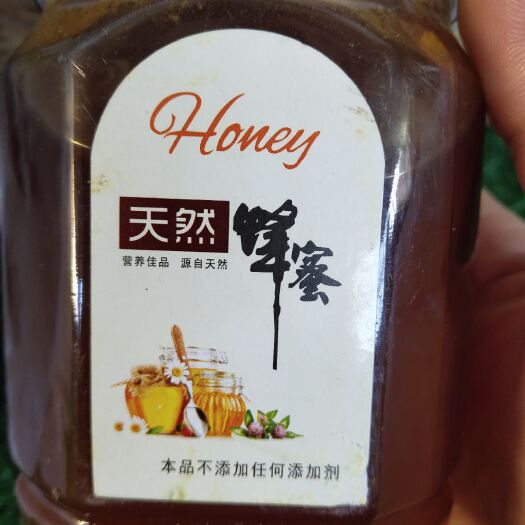 Honey
天然
蜂蜜
营养佳品 源自天然
本品不添加任何添加剂